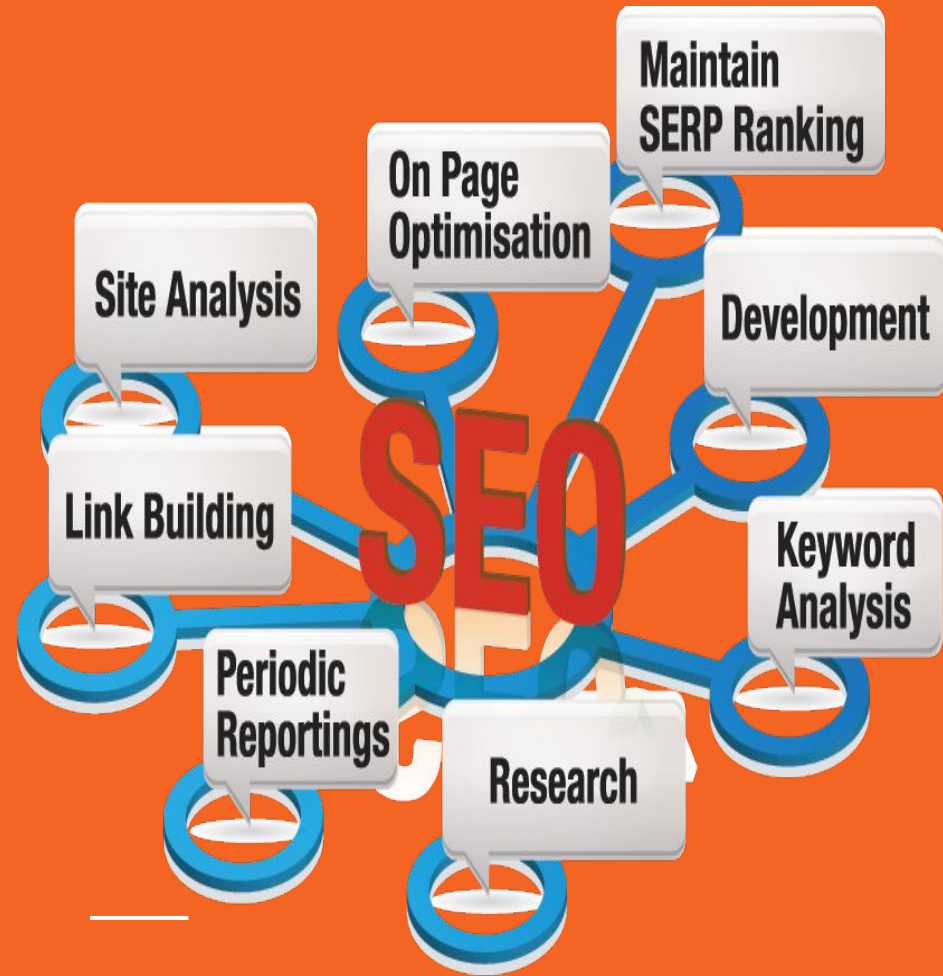 Maintain
SERP Ranking
On Page
Optimisation
Site Analysis
Development
SEO
Link Building
Keyword
Analysis
Periodic
Reportings
Research